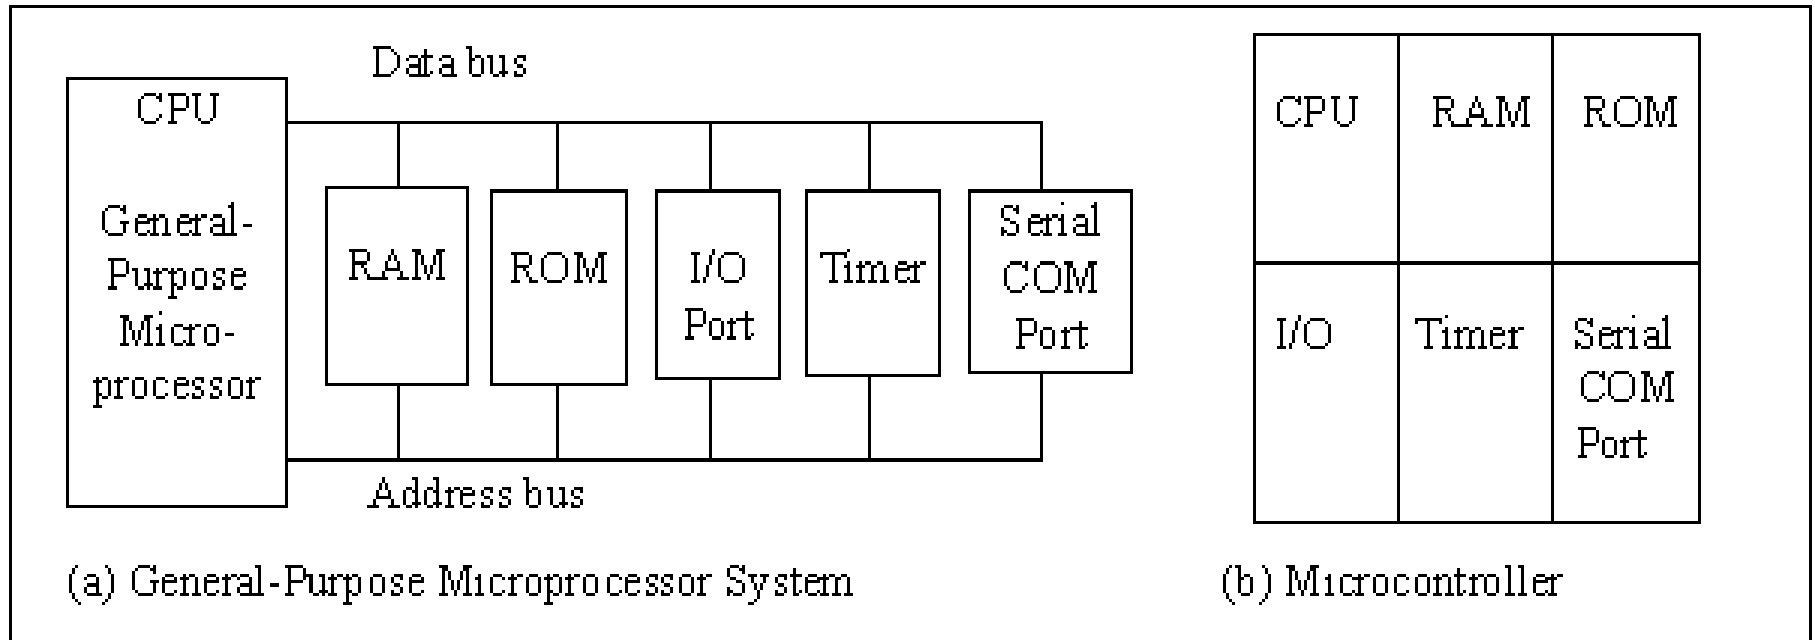 Data bus
CPU
General-
Purpose
Micro-
processor
RAM
ROM
I/O
Port
Timer
Serial
COM
Port
Address bus
(a) General-Purpose Microprocessor System
CPU
RAM
ROM
I/O
Timer
Serial
COM
Port
(b) Microcontroller